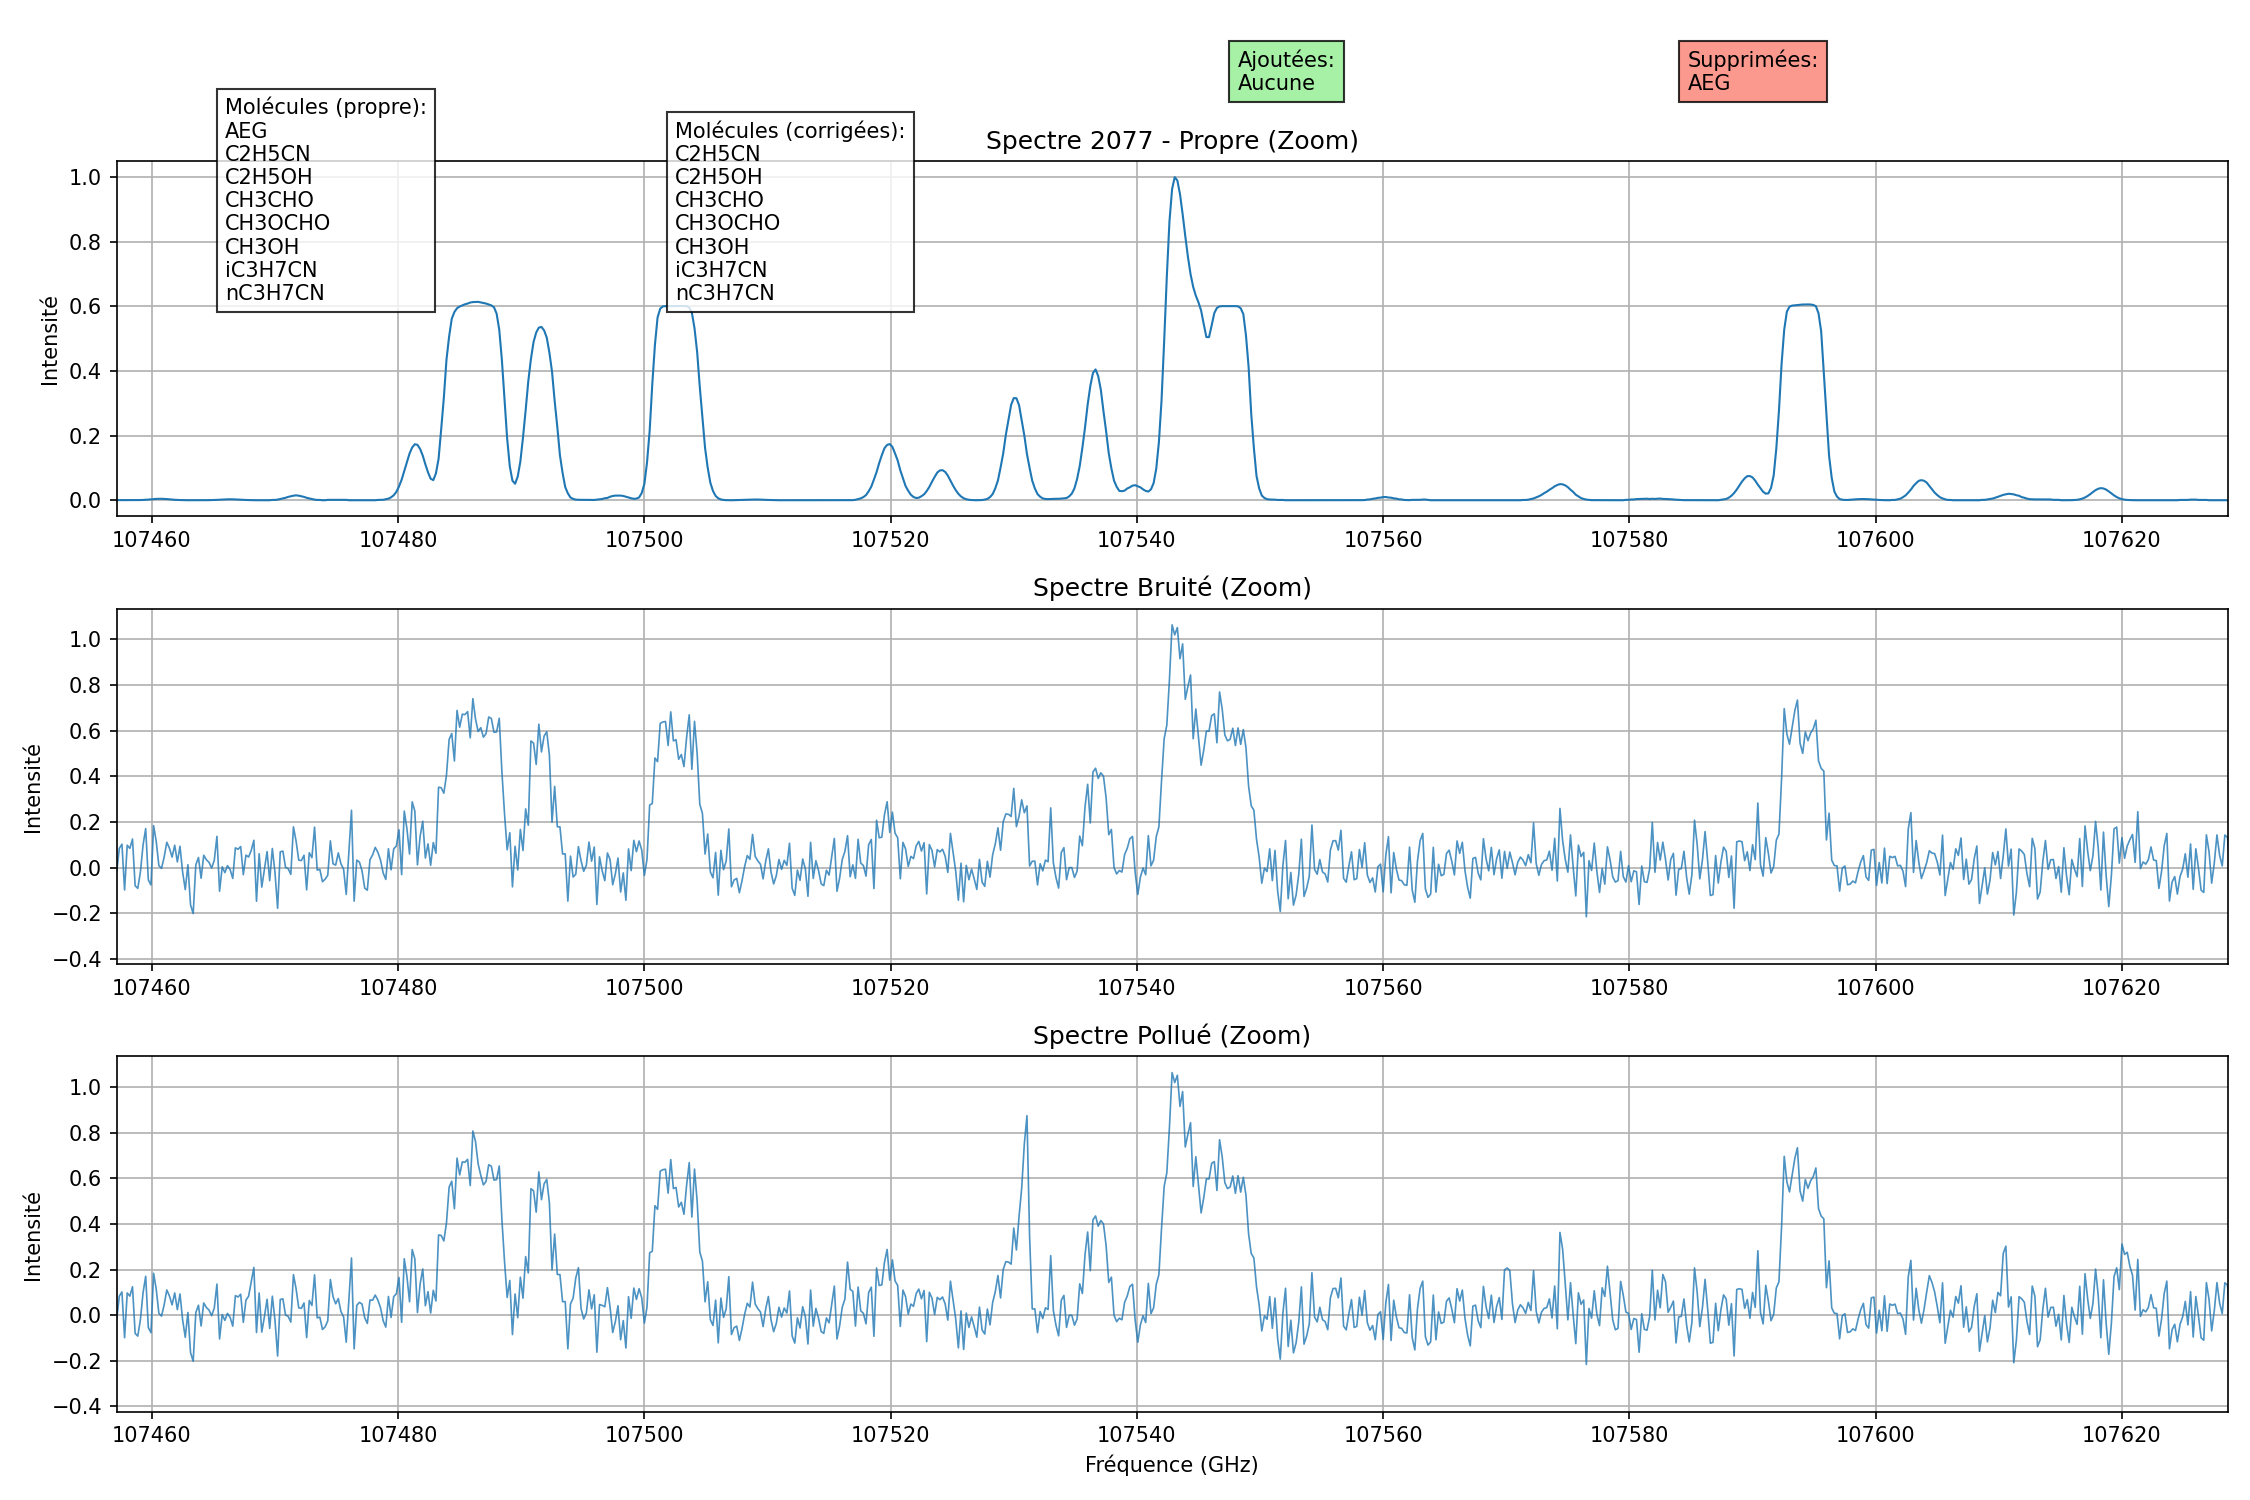 Ajoutées:
Aucune
Supprimées:
AEG
Molécules (propre):
AEG
C2H5CN
C2H5OH
CH3CHO
CH3OCHO
CH3OH
iC3H7CN
nC3H7CN
Molécules (corrigées):
C2H5CN
C2H5OH
CH3CHO
CH3OCHO
CH3OH
iC3H7CN
nC3H7CN
Spectre 2077 - Propre (Zoom)
Intensité
1.0
0.8
0.6
0.4
0.2
0.0
107460 107480 107500 107520 107540 107560 107580 107600 107620
Spectre Bruité (Zoom)
Intensité
1.0
0.8
0.6
0.4
0.2
0.0
−0.2
−0.4
107460 107480 107500 107520 107540 107560 107580 107600 107620
Spectre Pollué (Zoom)
Intensité
1.0
0.8
0.6
0.4
0.2
0.0
−0.2
−0.4
107460 107480 107500 107520 107540 107560 107580 107600 107620
Fréquence (GHz)